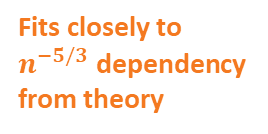 Fits closely to
n^{-5/3} dependency
from theory